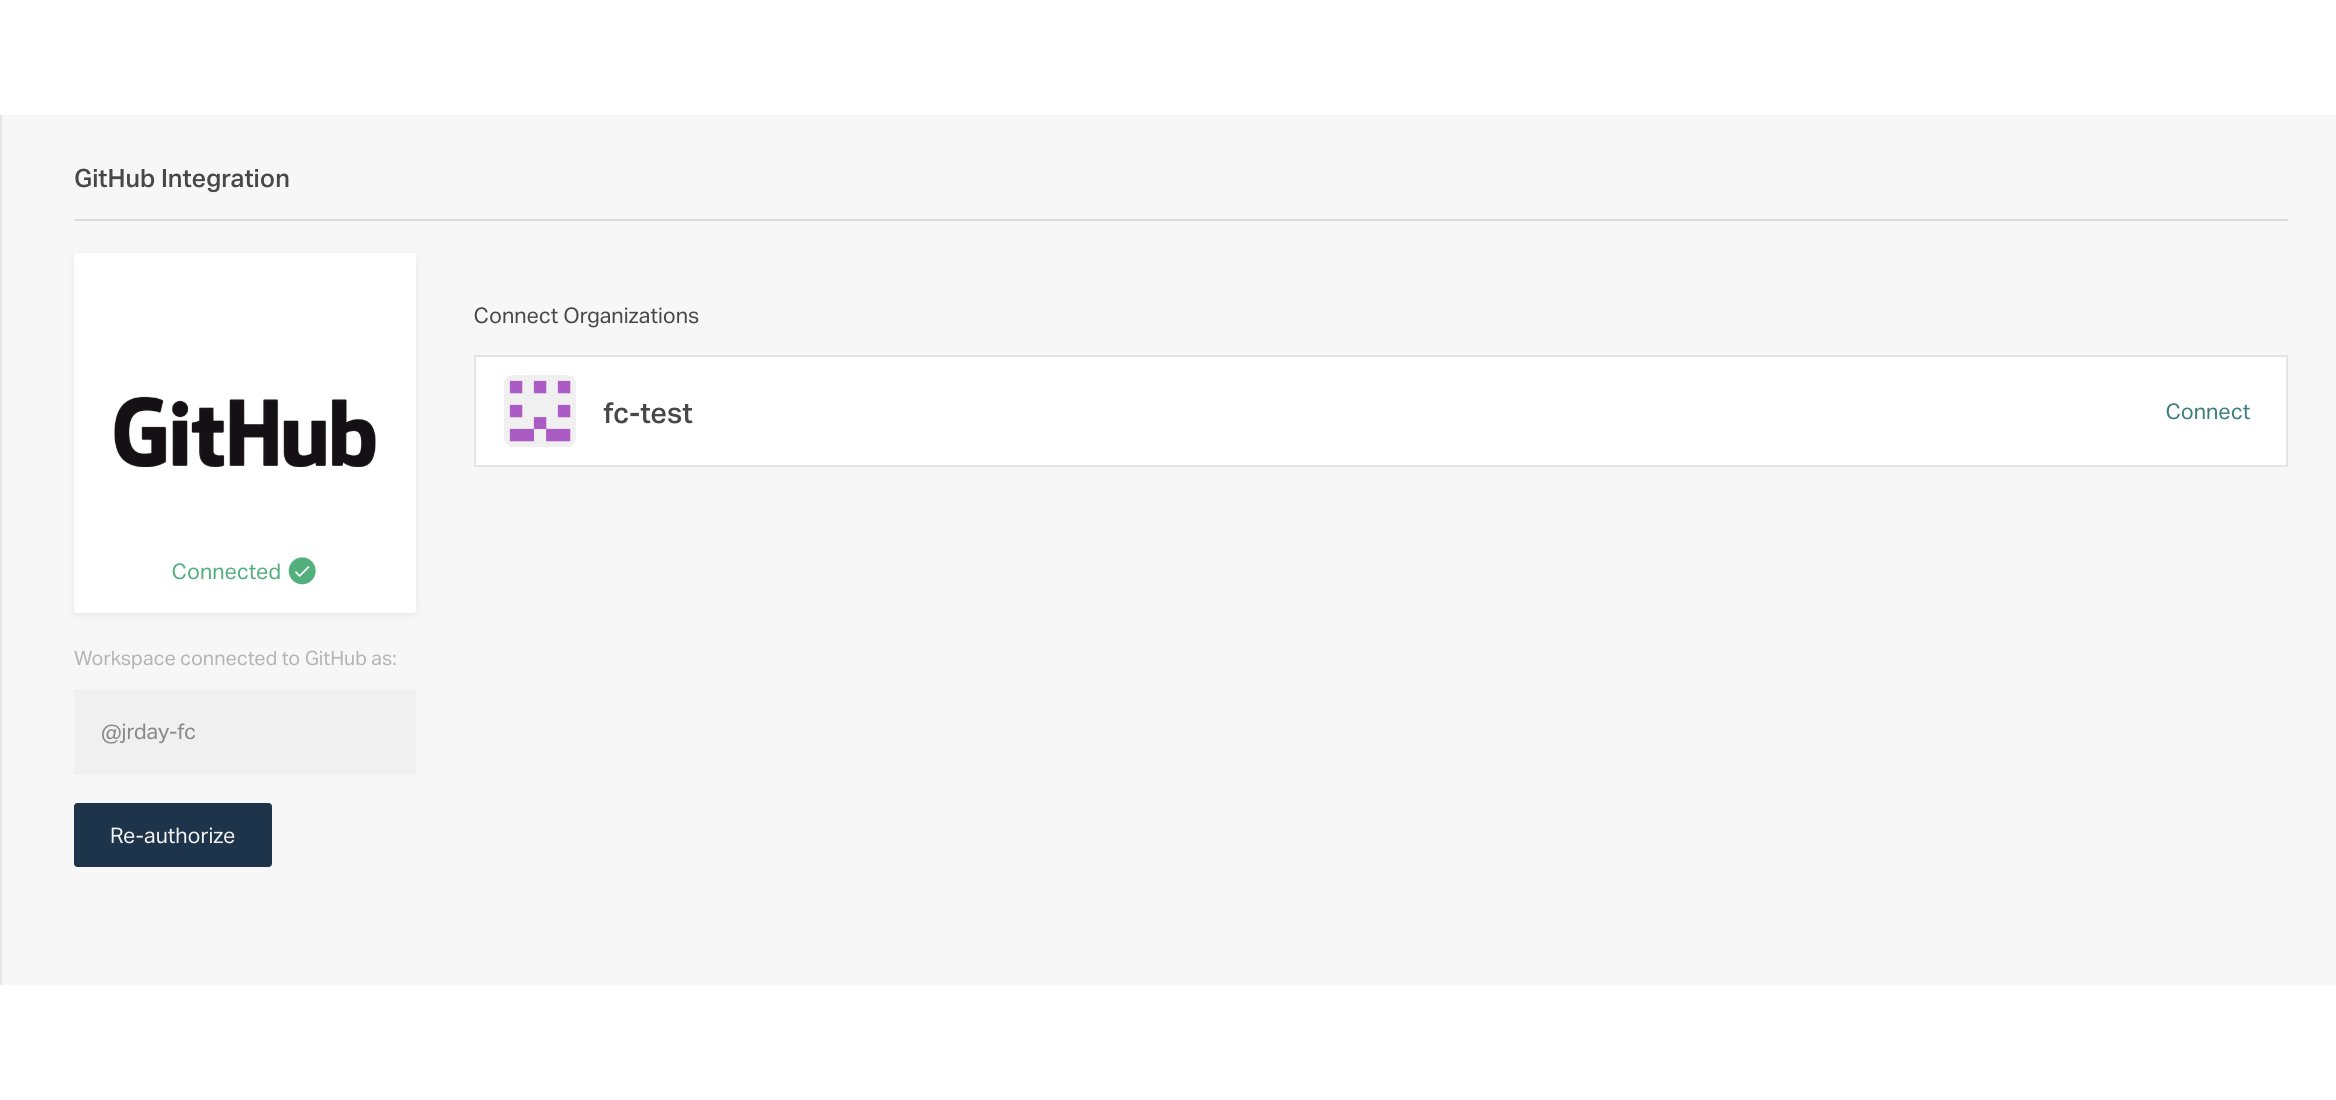 GitHub Integration
GitHub
Connected
Workspace connected to GitHub as:
@jrday-fc
Re-authorize
Connect Organizations
fc-test
Connect